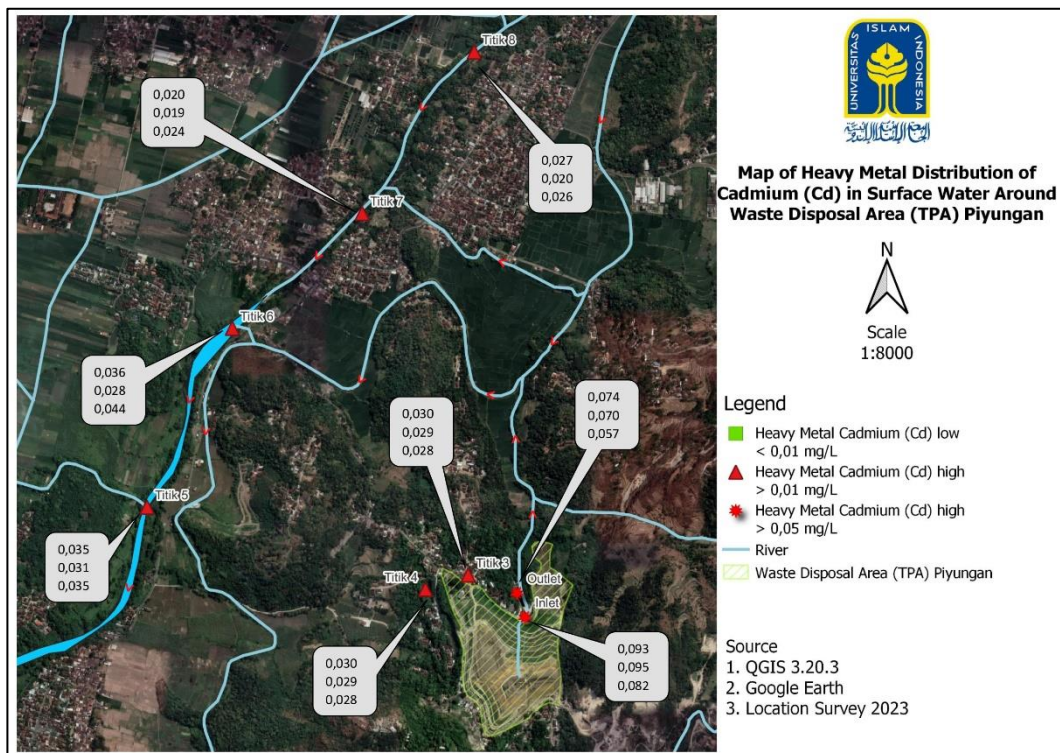 Titik 8
0,020
0,019
0,024
0,027
0,020
0,026
Titik 7
Titik 6
0,036
0,028
0,044
0,074
0,070
0,057
0,030
0,029
0,028
Titik 5
0,035
0,031
0,035
Titik 3
Titik 4
Outlet
Inlet
0,030
0,029
0,028
0,093
0,095
0,082
UNIVERSITAS ISLAM INDONESIA
Map of Heavy Metal Distribution of
Cadmium (Cd) in Surface Water Around
Waste Disposal Area (TPA) Piyungan
N
Scale
1:8000
Legend
Heavy Metal Cadmium (Cd) low
< 0,01 mg/L
Heavy Metal Cadmium (Cd) high
> 0,01 mg/L
Heavy Metal Cadmium (Cd) high
> 0,05 mg/L
River
Waste Disposal Area (TPA) Piyungan
Source
1. QGIS 3.20.3
2. Google Earth
3. Location Survey 2023